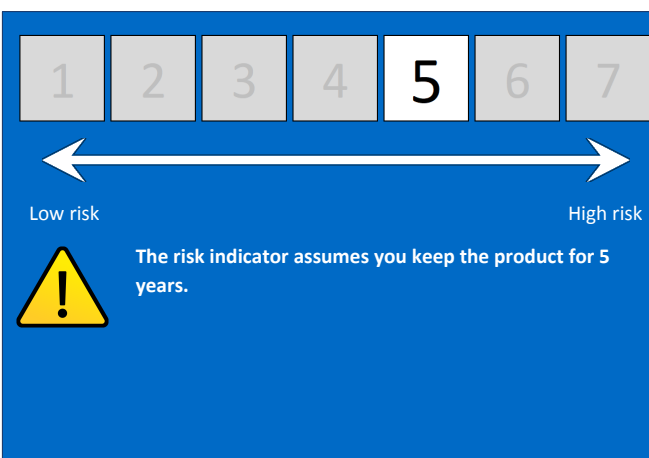 1 2 3 4 5 6 7
Low risk High risk
!
The risk indicator assumes you keep the product for 5
years.